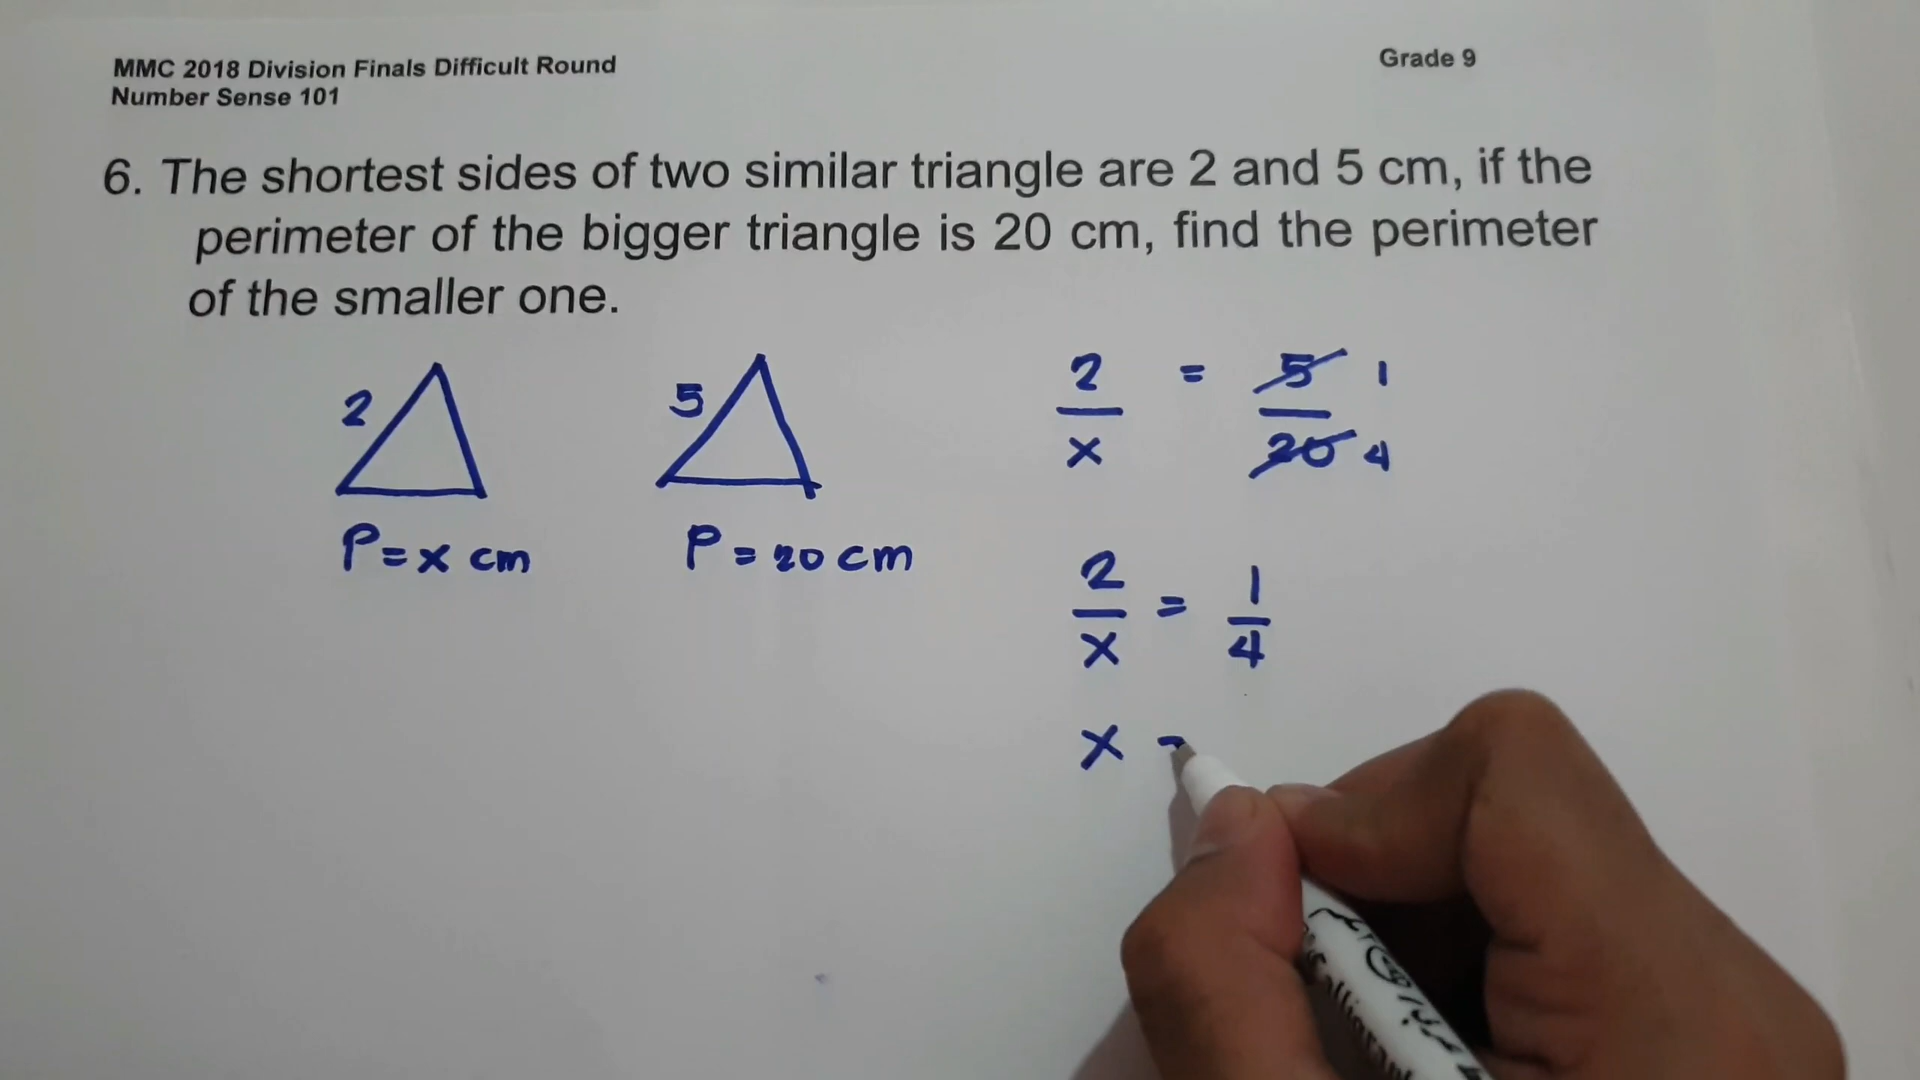 MMC 2018 Division Finals Difficult Round
Number Sense 101
Grade 9
6. The shortest sides of two similar triangle are 2 and 5 cm, if the
perimeter of the bigger triangle is 20 cm, find the perimeter
of the smaller one.
2
P = x cm
5
P = 20 cm
2/x = 5/20 1/4
2/x = 1/4
x =